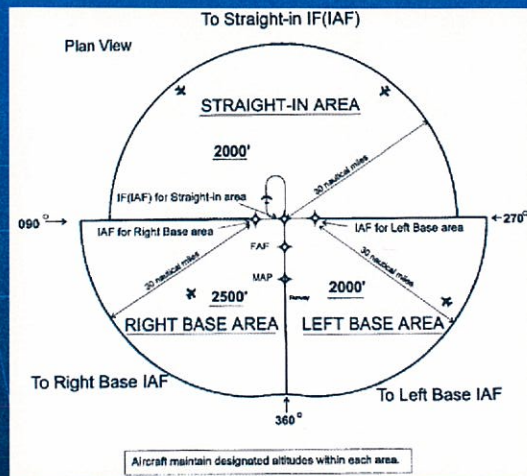 To Straight-in IF(IAF)
Plan View
STRAIGHT-IN AREA
2000'
30 nautical miles
IF(IAF) for Straight-in area
090°
270°
IAF for Right Base area
IAF for Left Base area
FAF
30 nautical miles
30 nautical miles
MAP
2500'
2000'
Runway
RIGHT BASE AREA
LEFT BASE AREA
To Right Base IAF
To Left Base IAF
360°
Aircraft maintain designated altitudes within each area.